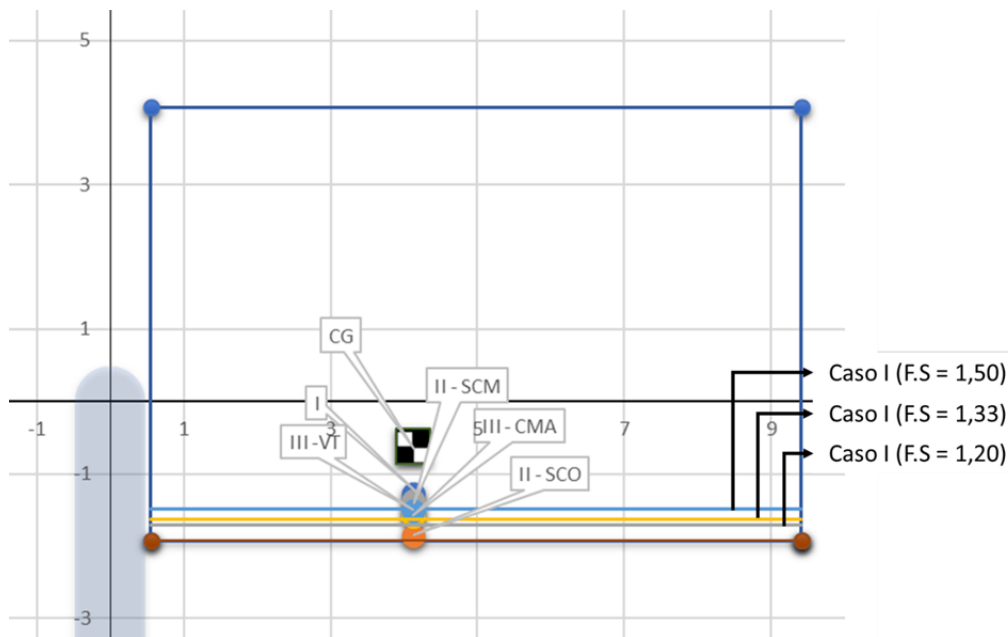 5
3
1
CG
II - SCM
Caso I (F.S = 1,50)
I
Caso I (F.S = 1,33)
-1
1
3
5
7
9
III - CMA
III -VT
Caso I (F.S = 1,20)
-1
II - SCO
-3